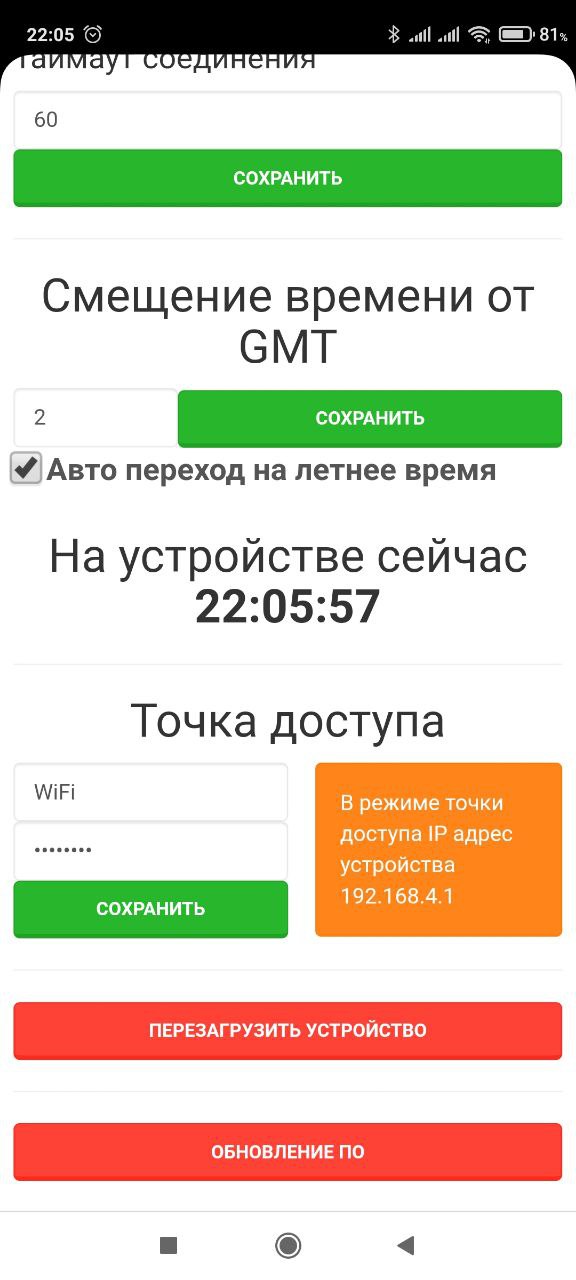 22:05
81%
Таймаут соединения
60
СОХРАНИТЬ
Смещение времени от
GMT
2
СОХРАНИТЬ
Авто переход на летнее время
На устройстве сейчас
22:05:57
Точка доступа
WiFi
••••••••
СОХРАНИТЬ
В режиме точки
доступа IP адрес
устройства
192.168.4.1
ПЕРЕЗАГРУЗИТЬ УСТРОЙСТВО
ОБНОВЛЕНИЕ ПО